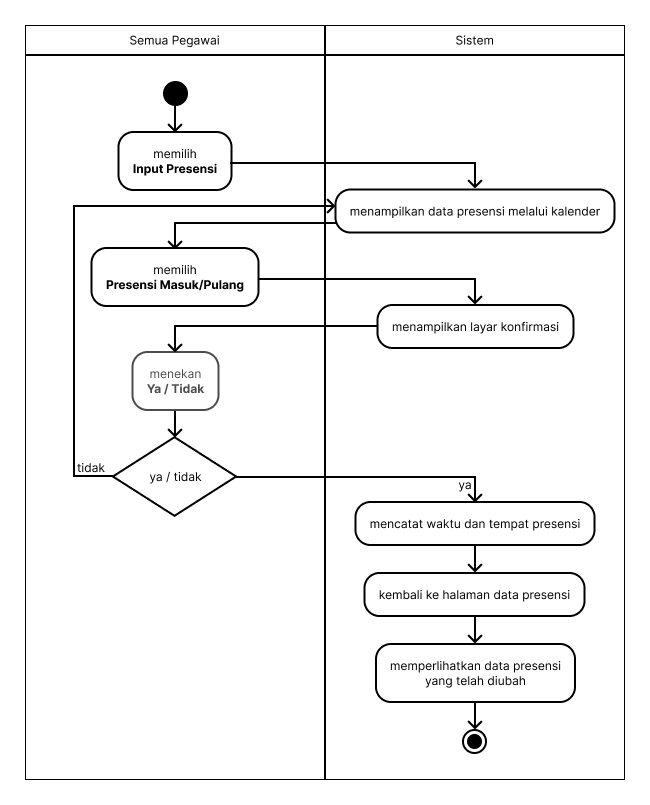 Semua Pegawai
Sistem
memilih
Input Presensi
menampilkan data presensi melalui kalender
memilih
Presensi Masuk/Pulang
menampilkan layar konfirmasi
menekan
Ya / Tidak
tidak
ya / tidak
ya
mencatat waktu dan tempat presensi
kembali ke halaman data presensi
memperlihatkan data presensi
yang telah diubah